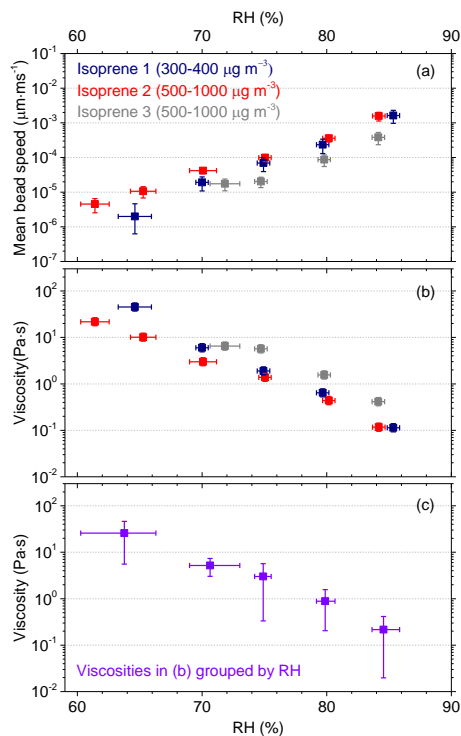 RH (%)
60 70 80 90
Mean bead speed (μm·ms⁻¹)
10⁻¹
10⁻²
10⁻³
10⁻⁴
10⁻⁵
10⁻⁶
10⁻⁷
Isoprene 1 (300-400 μg m⁻³)
(a)
Isoprene 2 (500-1000 μg m⁻³)
Isoprene 3 (500-1000 μg m⁻³)
Viscosity(Pa·s)
10²
10¹
10⁰
10⁻¹
10⁻²
(b)
Viscosity (Pa·s)
10²
10¹
10⁰
10⁻¹
10⁻²
(c)
Viscosities in (b) grouped by RH
60 70 80 90
RH (%)